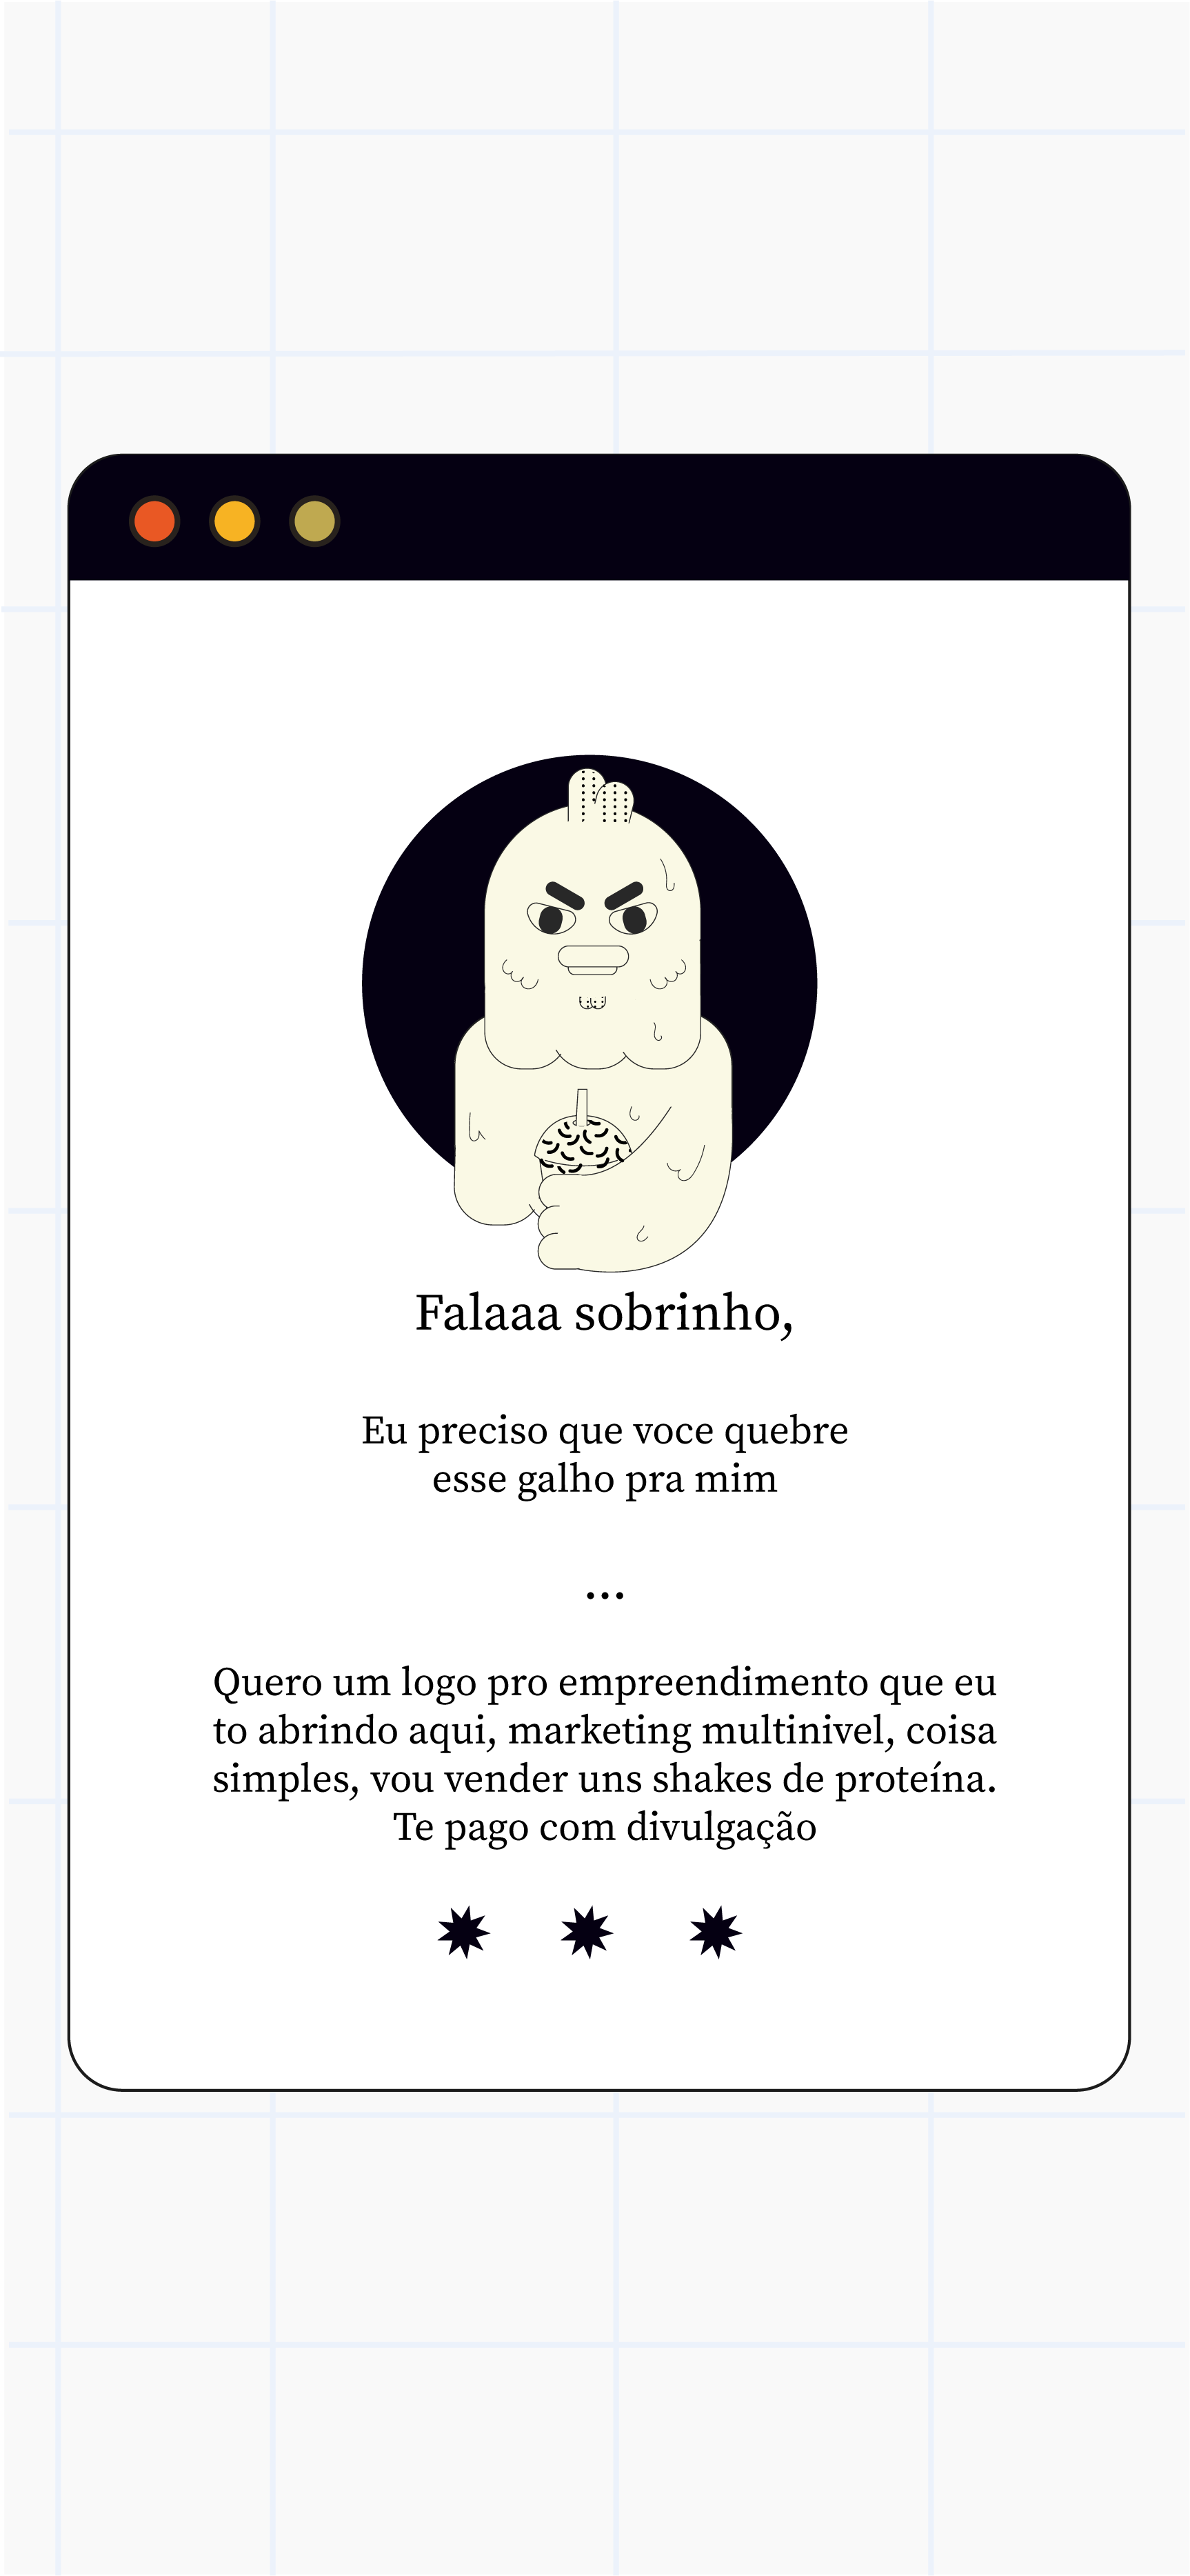 Falaaa sobrinho,
Eu preciso que voce quebre
esse galho pra mim
...
Quero um logo pro empreendimento que eu
to abrindo aqui, marketing multinivel, coisa
simples, vou vender uns shakes de proteína.
Te pago com divulgação